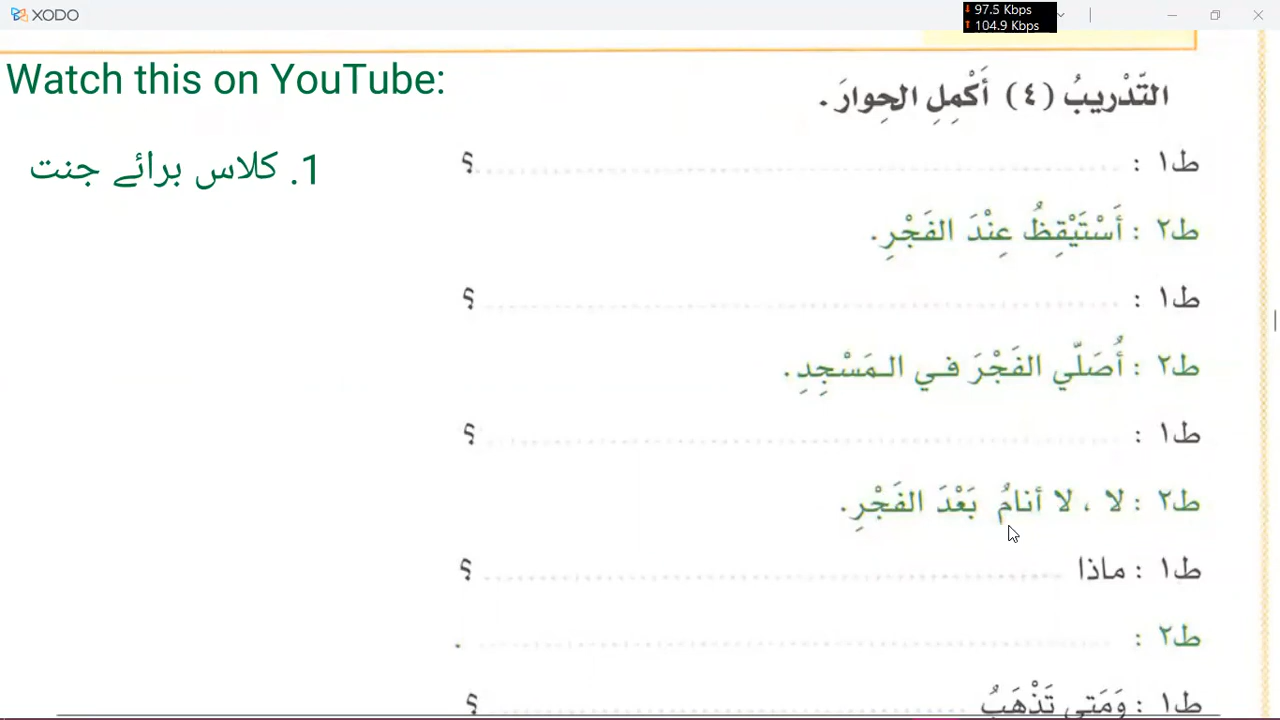 XODO
↓ 97.5 Kbps
↑ 104.9 Kbps
Watch this on YouTube:
1. کلاس برائے جنت
التّدْريبُ (٤) أَكْمِلِ الحِوارَ .
ط١ : ........................................ ؟
ط٢ : أَسْتَيْقِظُ عِنْدَ الفَجْرِ.
ط١ : ........................................ ؟
ط٢ : أُصَلّي الفَجْرَ في المَسْجِدِ.
ط١ : ........................................ ؟
ط٢ : لا ، لا أنامُ بَعْدَ الفَجْرِ.
ط١ : ماذا ........................................ ؟
ط٢ : ........................................ .
ط١ : وَمَتى تَذْهَبُ ........................................ ؟